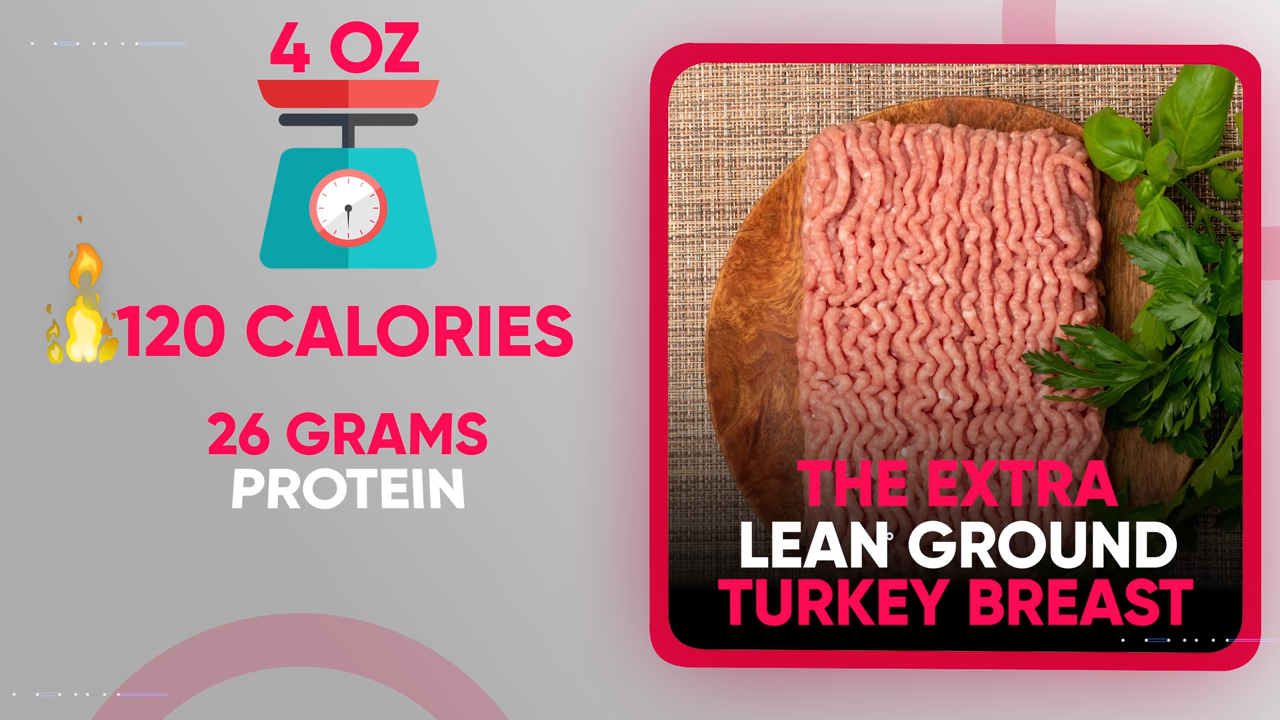 4 OZ
120 CALORIES
26 GRAMS
PROTEIN
THE EXTRA
LEAN GROUND
TURKEY BREAST